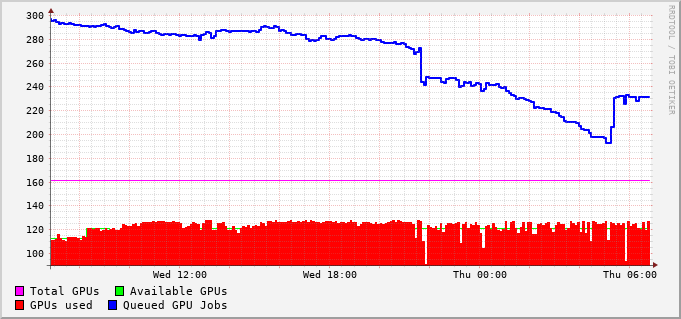 300
280
260
240
220
200
180
160
140
120
100
Wed 12:00 Wed 18:00 Thu 00:00 Thu 06:00
Total GPUs Available GPUs
GPUs used Queued GPU Jobs
RRDTOOL / TOBI OETIKER